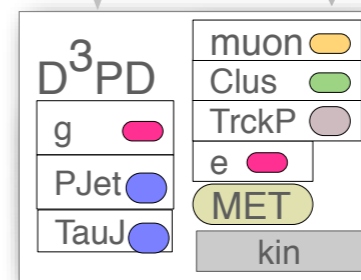 D³PD
g
PJet
TauJ
muon
Clus
TrckP
e
MET
kin